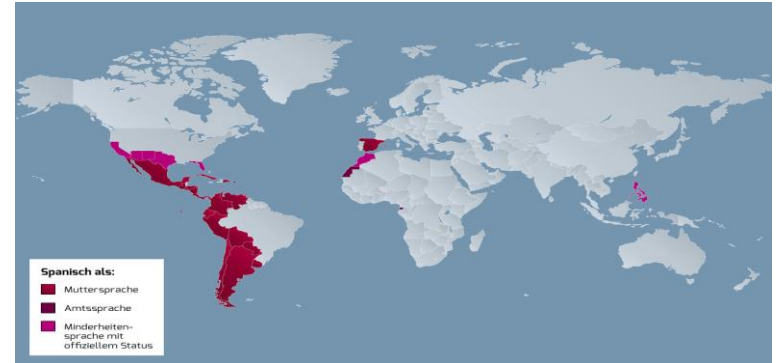 Spanisch als:
Muttersprache
Amtssprache
Minderheiten-
sprache mit
offiziellem Status